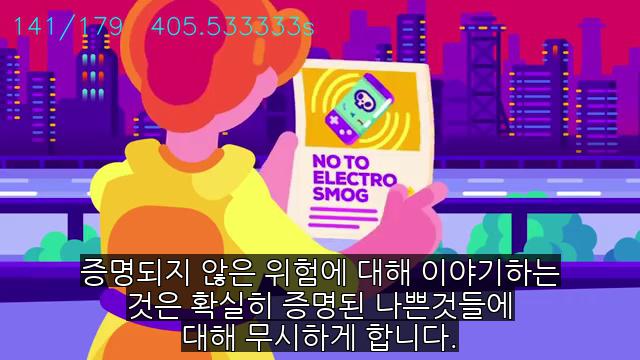 141/179 405.533333s
NO TO
ELECTRO
SMOG
증명되지 않은 위험에 대해 이야기하는
것은 확실히 증명된 나쁜것들에
대해 무시하게 합니다.